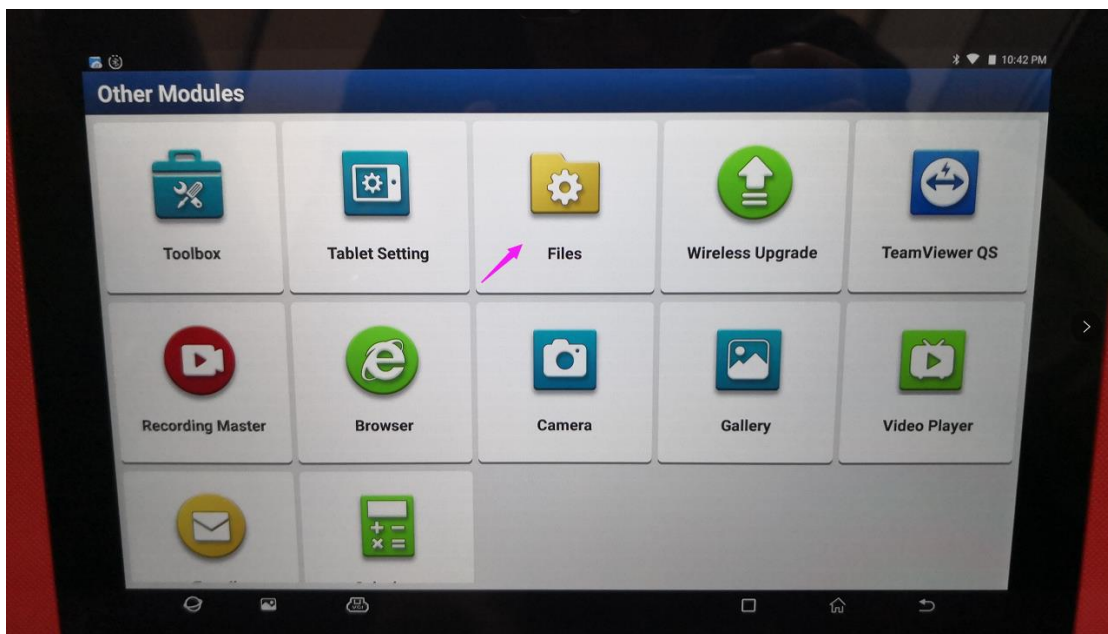 10:42 PM
Other Modules
Toolbox
Tablet Setting
Files
Wireless Upgrade
TeamViewer QS
Recording Master
Browser
Camera
Gallery
Video Player
VCI